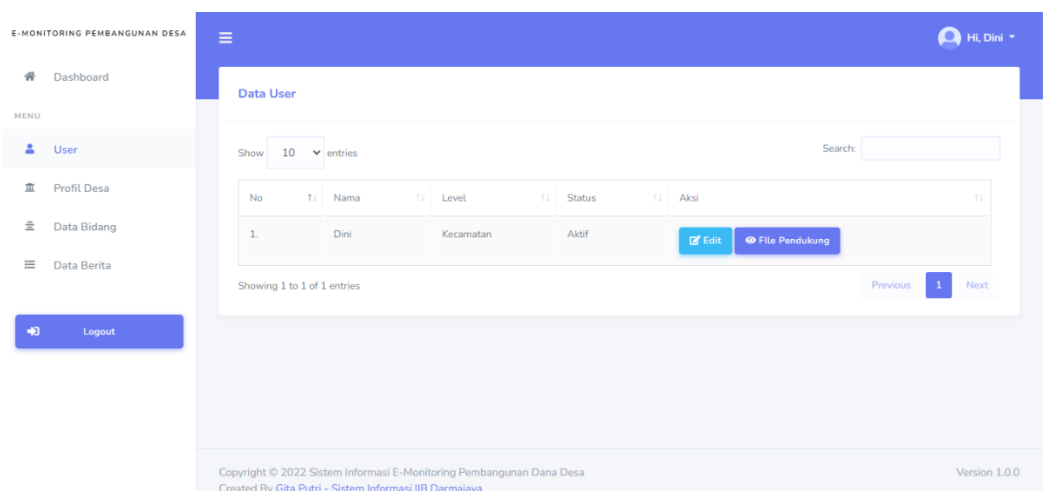 E-MONITORING PEMBANGUNAN DESA
Hi, Dini
Dashboard
MENU
User
Profil Desa
Data Bidang
Data Berita
Logout
Data User
Show 10 entries
Search:
No Nama Level Status Aksi
1. Dini Kecamatan Aktif Edit FIle Pendukung
Showing 1 to 1 of 1 entries
Previous 1 Next
Copyright © 2022 Sistem Informasi E-Monitoring Pembangunan Dana Desa
Version 1.0.0
Created By Gita Putri - Sistem Informasi IIB Darmajaya